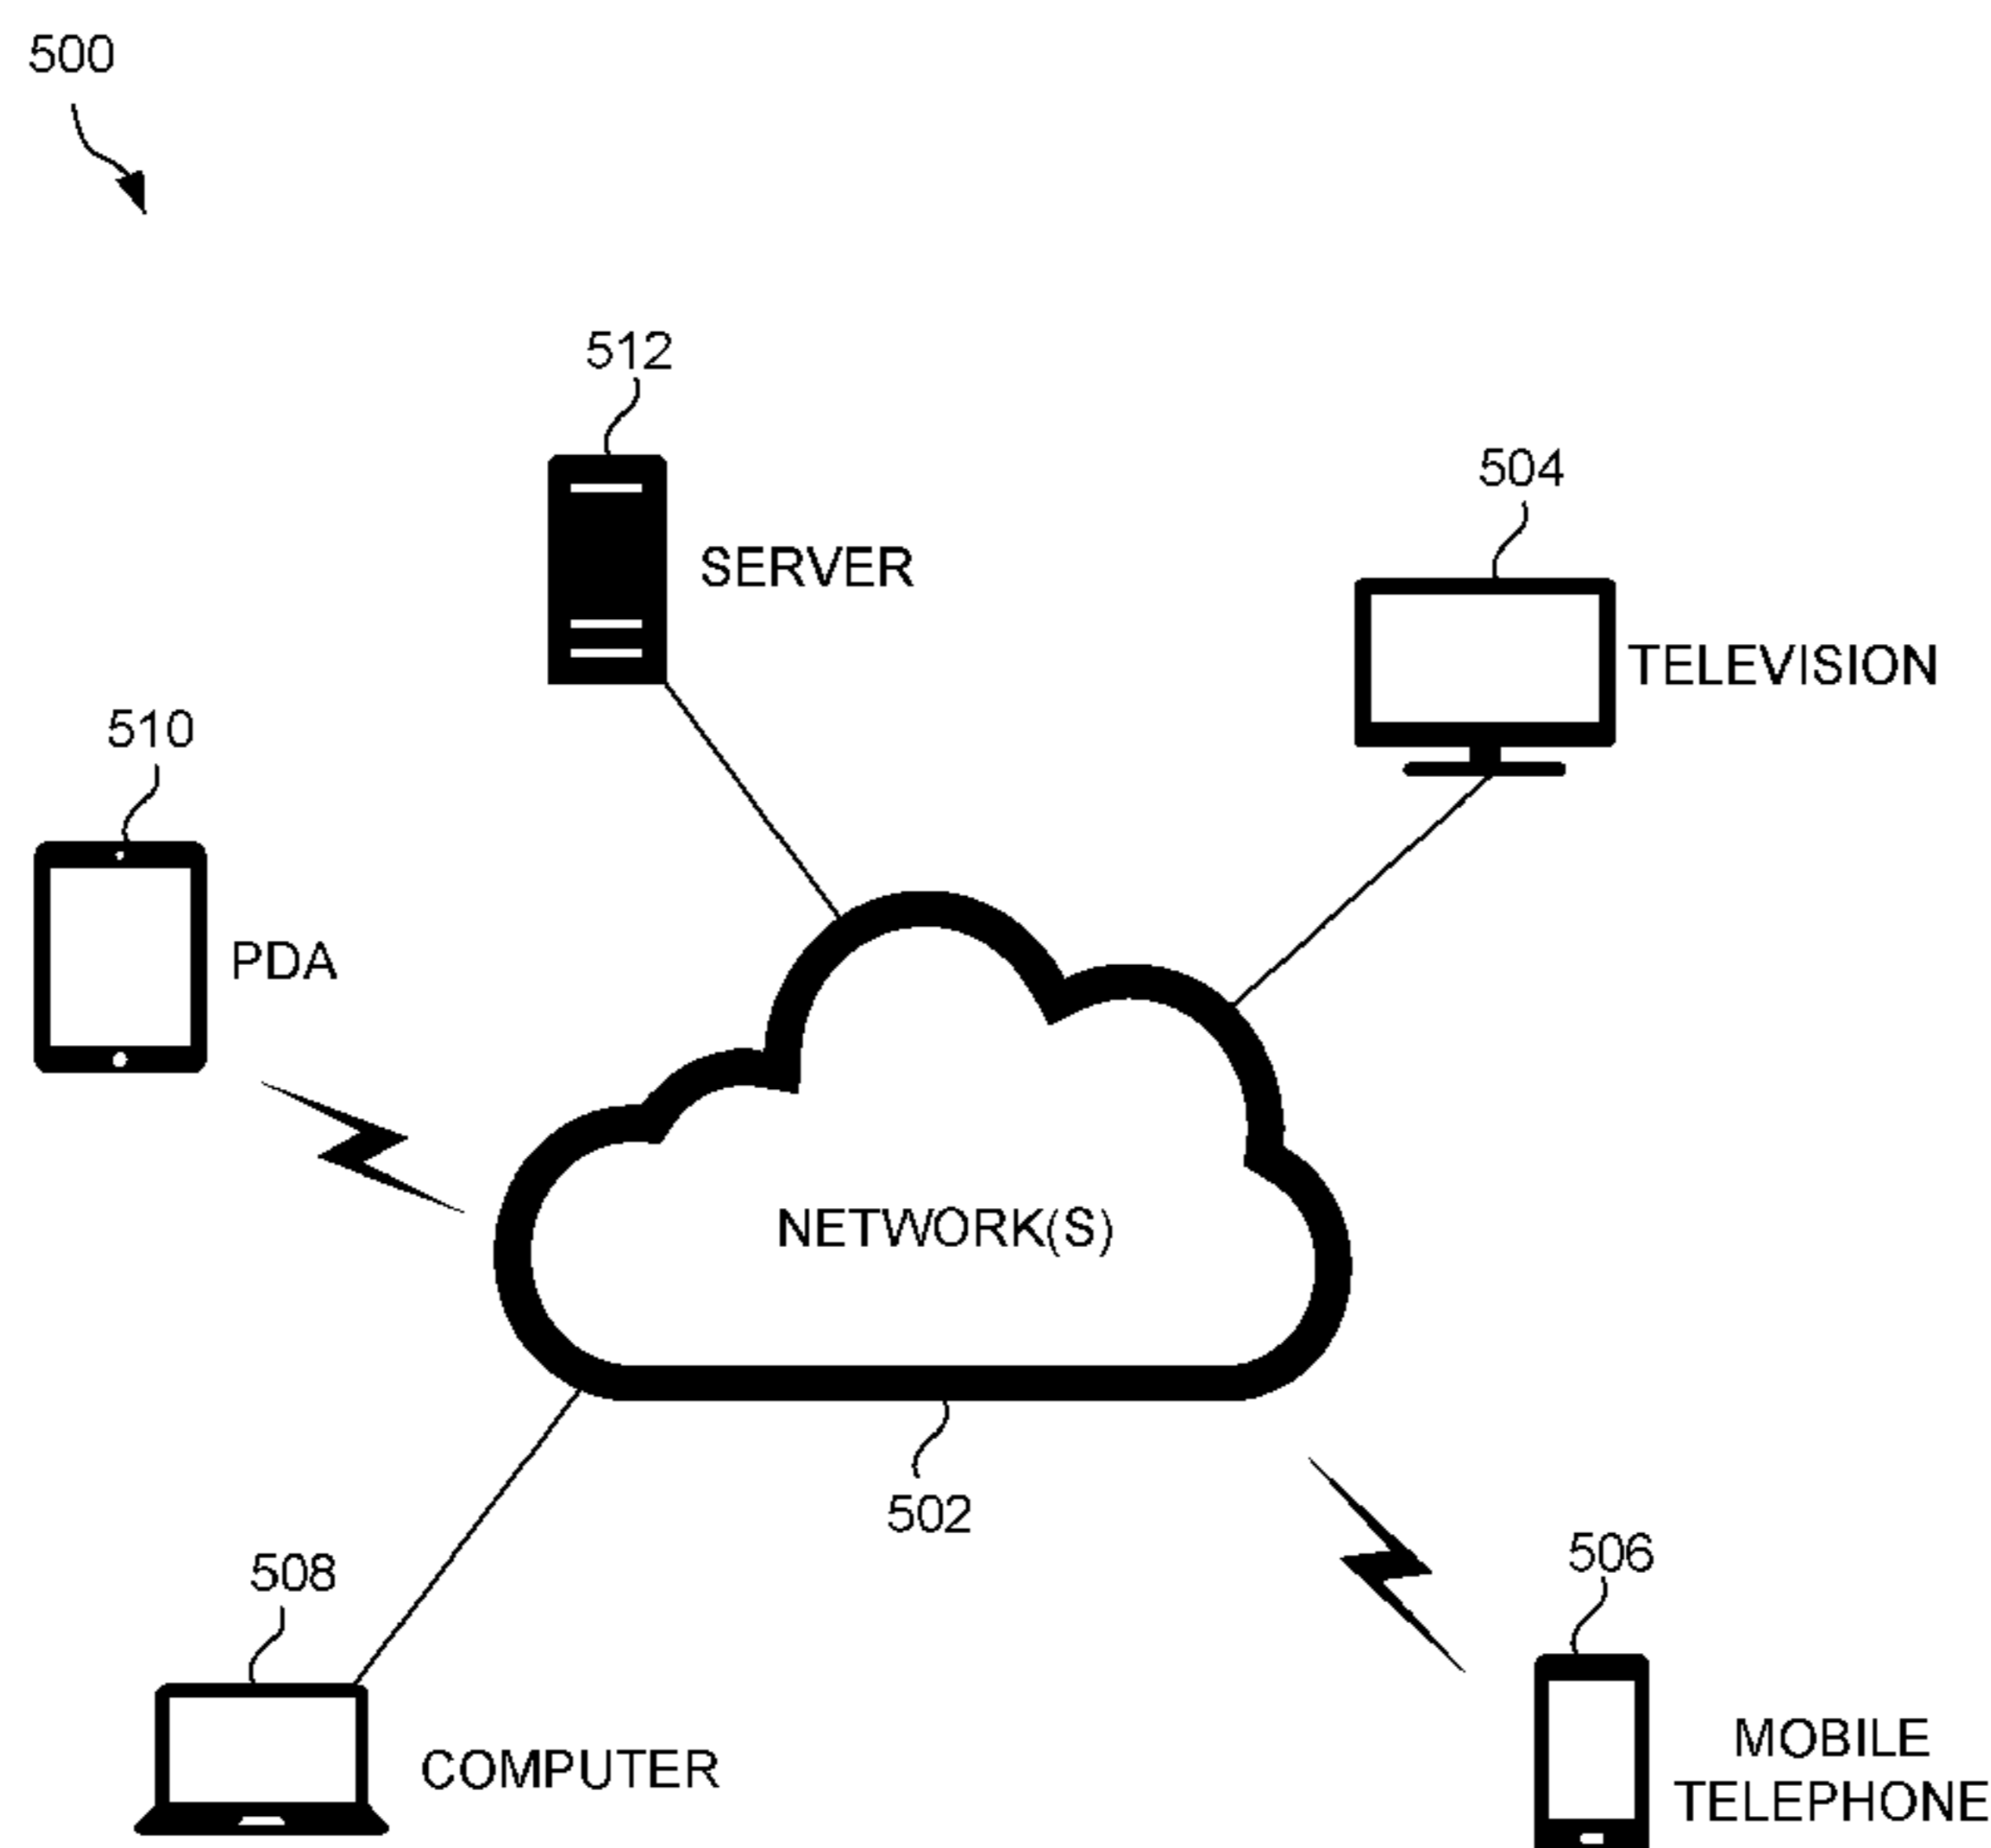 500
512
SERVER
504
TELEVISION
510
PDA
NETWORK(S)
502
508
COMPUTER
506
MOBILE
TELEPHONE